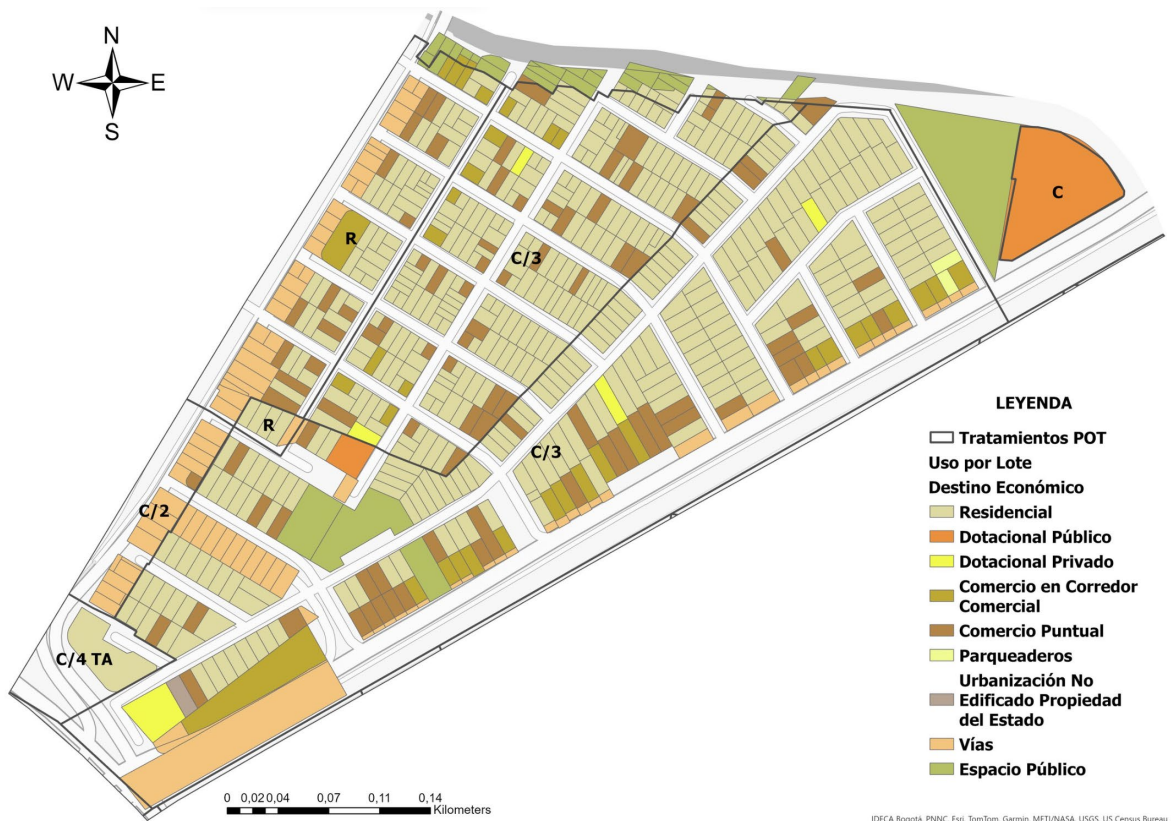 N
W E
S
C
R
C/3
R
C/3
C/2
C/4 TA
LEYENDA
Tratamientos POT
Uso por Lote
Destino Económico
Residencial
Dotacional Público
Dotacional Privado
Comercio en Corredor
Comercial
Comercio Puntual
Parqueaderos
Urbanización No
Edificado Propiedad
del Estado
Vías
Espacio Público
0 0,02 0,04 0,07 0,11 0,14
Kilometers
IDECA Bogotá, PNNC, Esri, TomTom, Garmin, METI/NASA, USGS, US Census Bureau